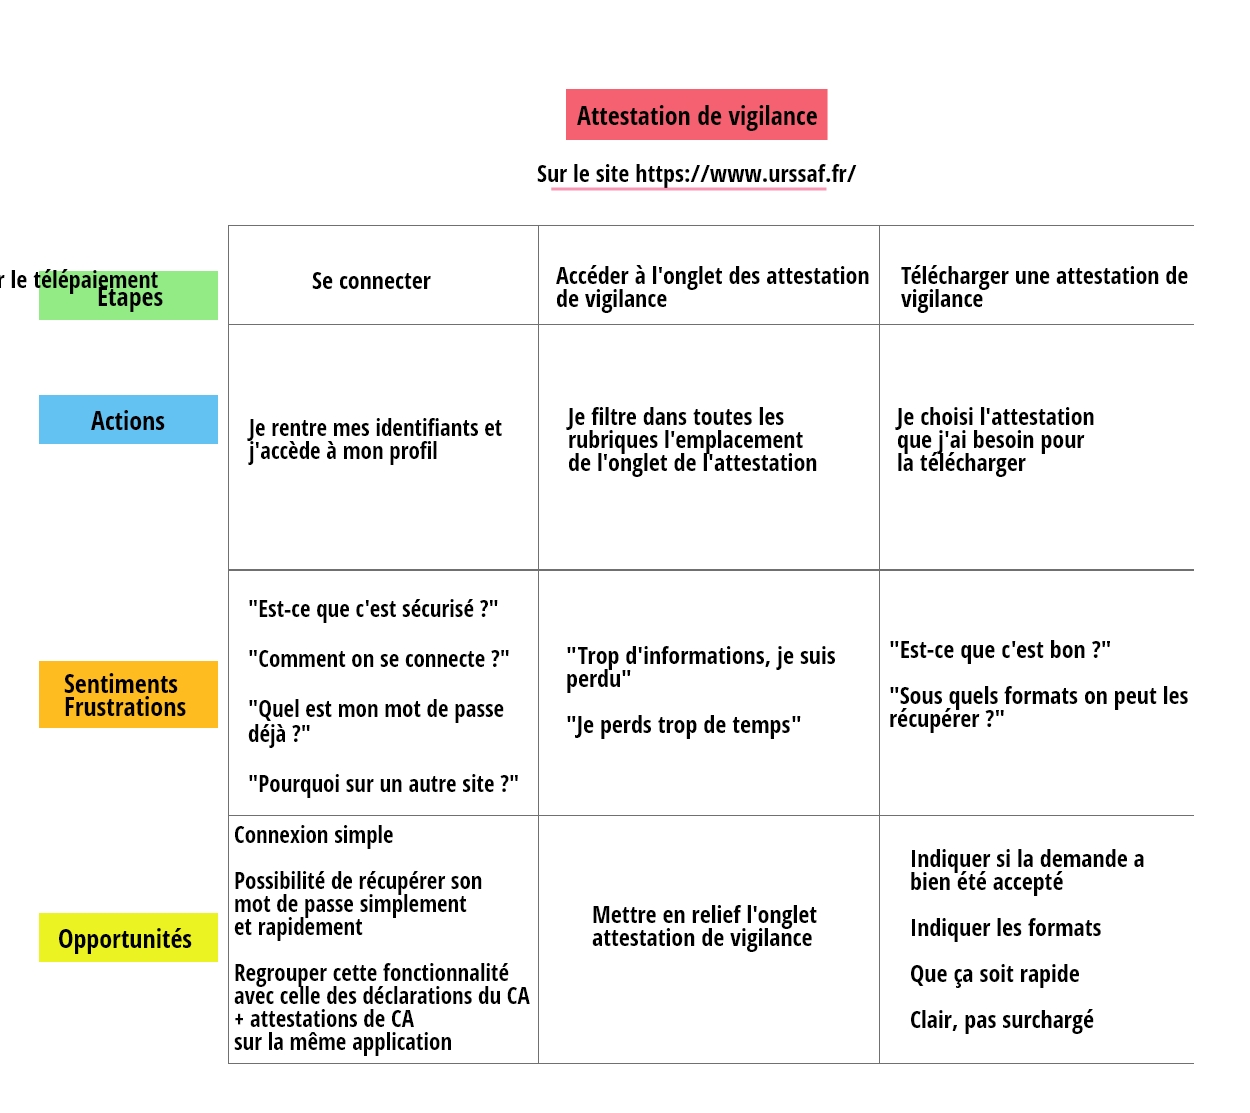 Attestation de vigilance
Sur le site https://www.urssaf.fr/
r le télépaiement
Etapes
Se connecter
Accéder à l'onglet des attestation
de vigilance
Télécharger une attestation de
vigilance
Actions
Je rentre mes identifiants et
j'accède à mon profil
Je filtre dans toutes les
rubriques l'emplacement
de l'onglet de l'attestation
Je choisi l'attestation
que j'ai besoin pour
la télécharger
Sentiments
Frustrations
"Est-ce que c'est sécurisé ?"
"Comment on se connecte ?"
"Quel est mon mot de passe
déjà ?"
"Pourquoi sur un autre site ?"
"Trop d'informations, je suis
perdu"
"Je perds trop de temps"
"Est-ce que c'est bon ?"
"Sous quels formats on peut les
récupérer ?"
Opportunités
Connexion simple
Possibilité de récupérer son
mot de passe simplement
et rapidement
Regrouper cette fonctionnalité
avec celle des déclarations du CA
+ attestations de CA
sur la même application
Mettre en relief l'onglet
attestation de vigilance
Indiquer si la demande a
bien été accepté
Indiquer les formats
Que ça soit rapide
Clair, pas surchargé